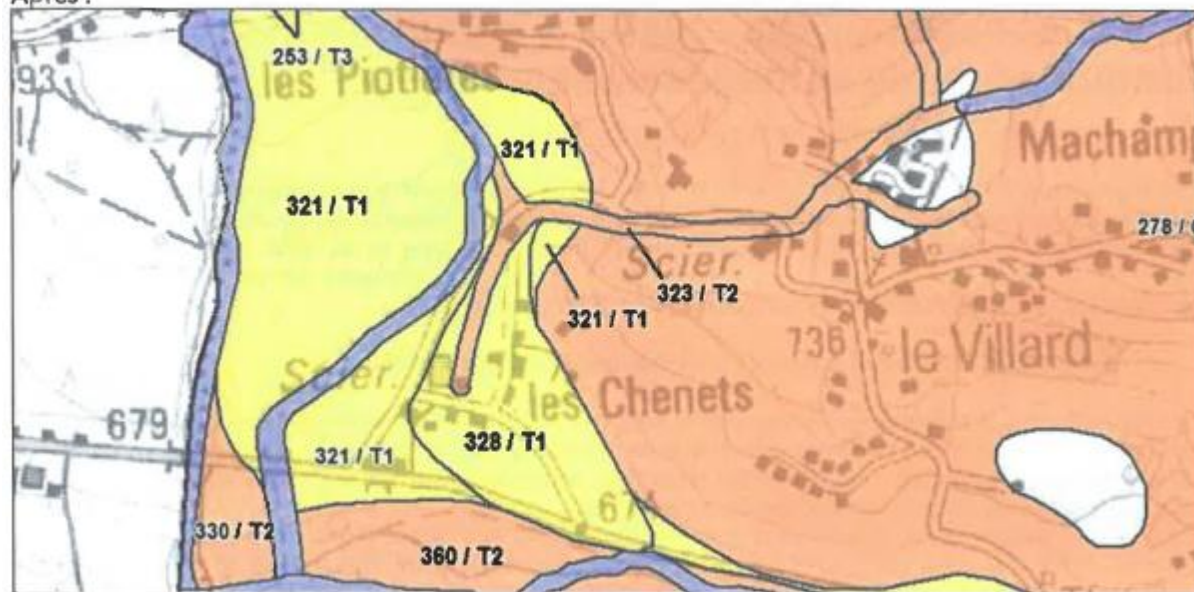 Après :
253 / T3
les Piotières
93
321 / T1
Machamp
321 / T1
278 /
Scier.
323 / T2
321 / T1
736
le Villard
Scier.
les Chenets
679
328 / T1
321 / T1
674
330 / T2
360 / T2